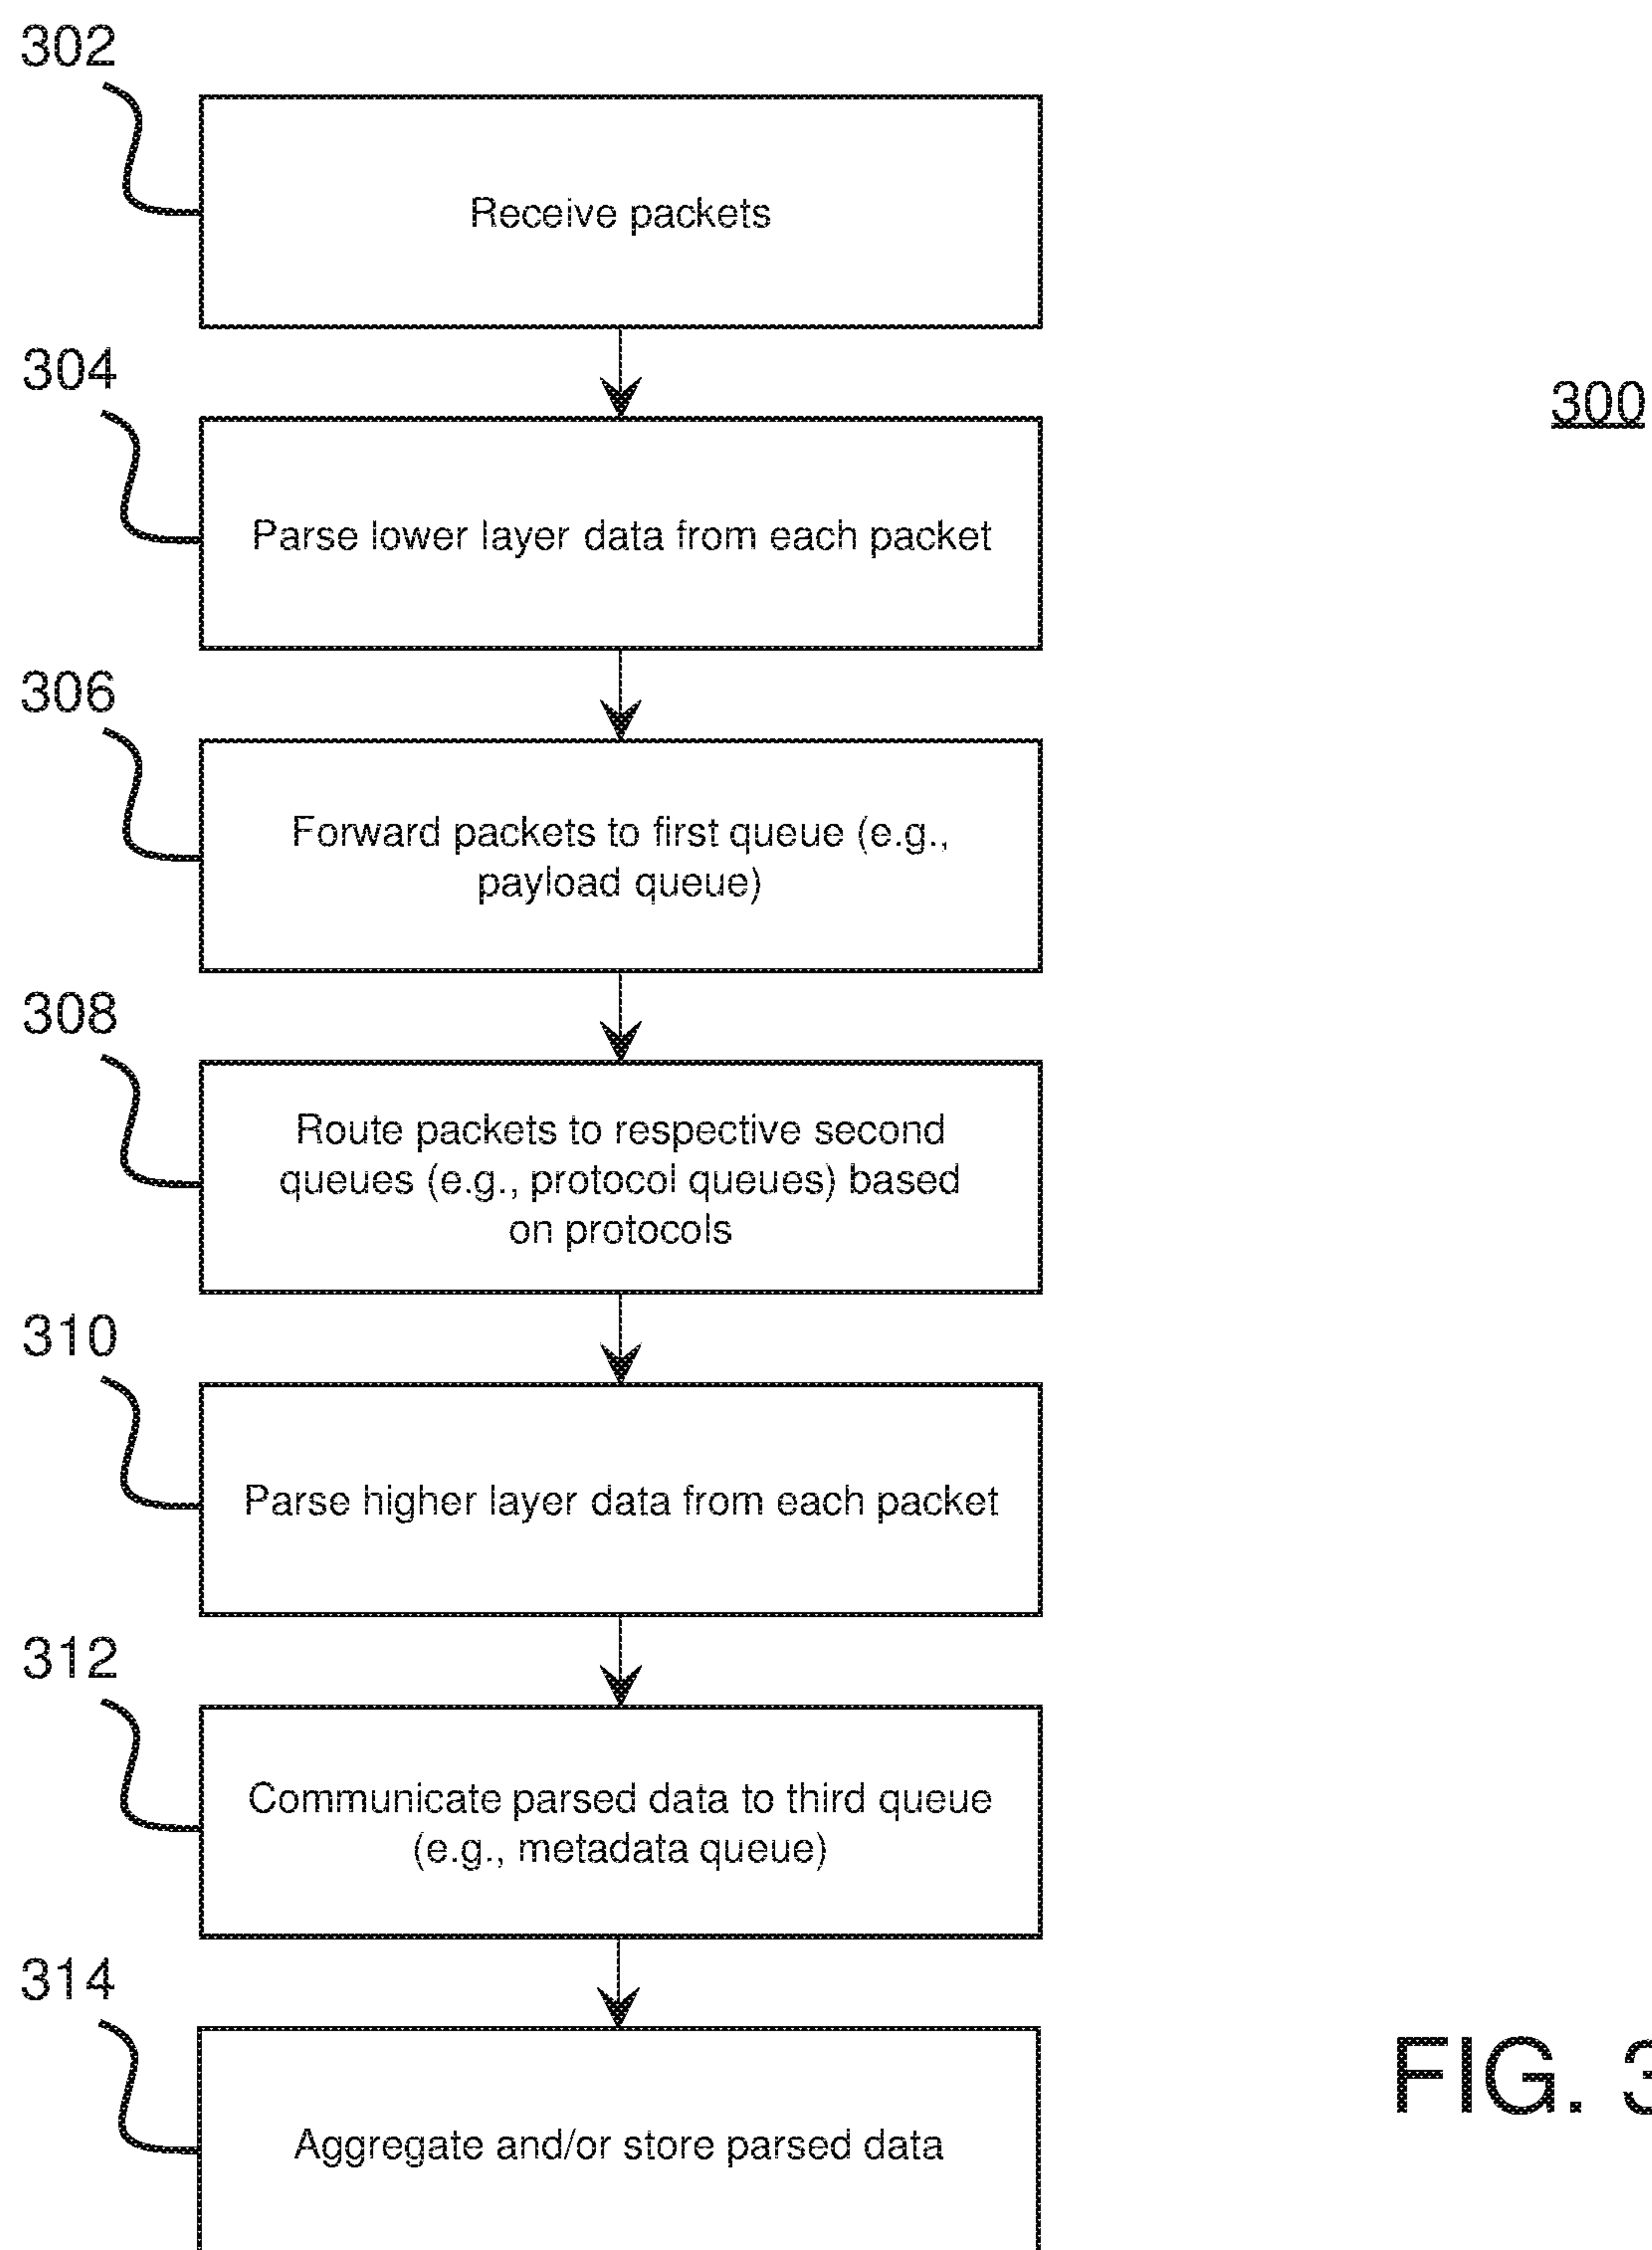 302
Receive packets
304
300
Parse lower layer data from each packet
306
Forward packets to first queue (e.g.,
payload queue)
308
Route packets to respective second
queues (e.g., protocol queues) based
on protocols
310
Parse higher layer data from each packet
312
Communicate parsed data to third queue
(e.g., metadata queue)
314
FIG. 3
Aggregate and/or store parsed data